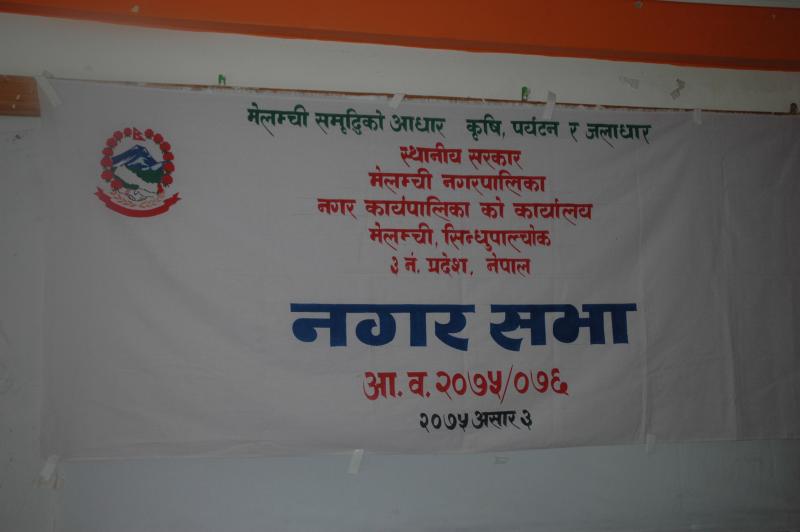 मेलम्ची समृद्धिको आधार कृषि, पर्यटन र जलाधार
स्थानीय सरकार
मेलम्ची नगरपालिका
नगर कार्यपालिका को कार्यालय
मेलम्ची, सिन्धुपाल्चोक
३ नं. प्रदेश, नेपाल
नगर सभा
आ. व. २०७५/०७६
२०७५ असार ३